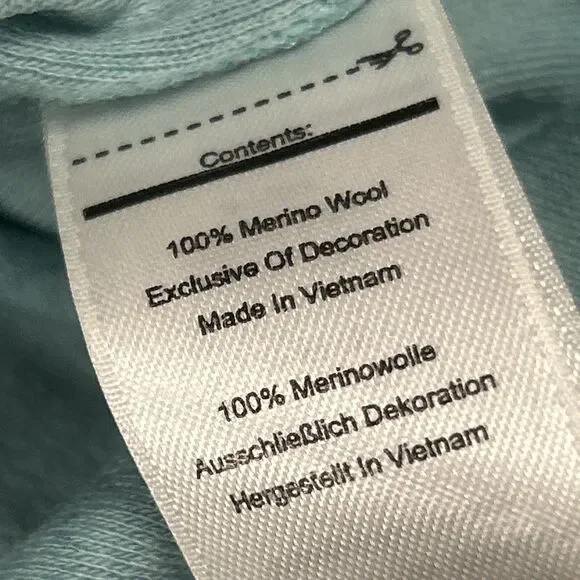 Contents:
100% Merino Wool
Exclusive Of Decoration
Made In Vietnam
100% Merinowolle
Ausschließlich Dekoration
Hergestellt In Vietnam